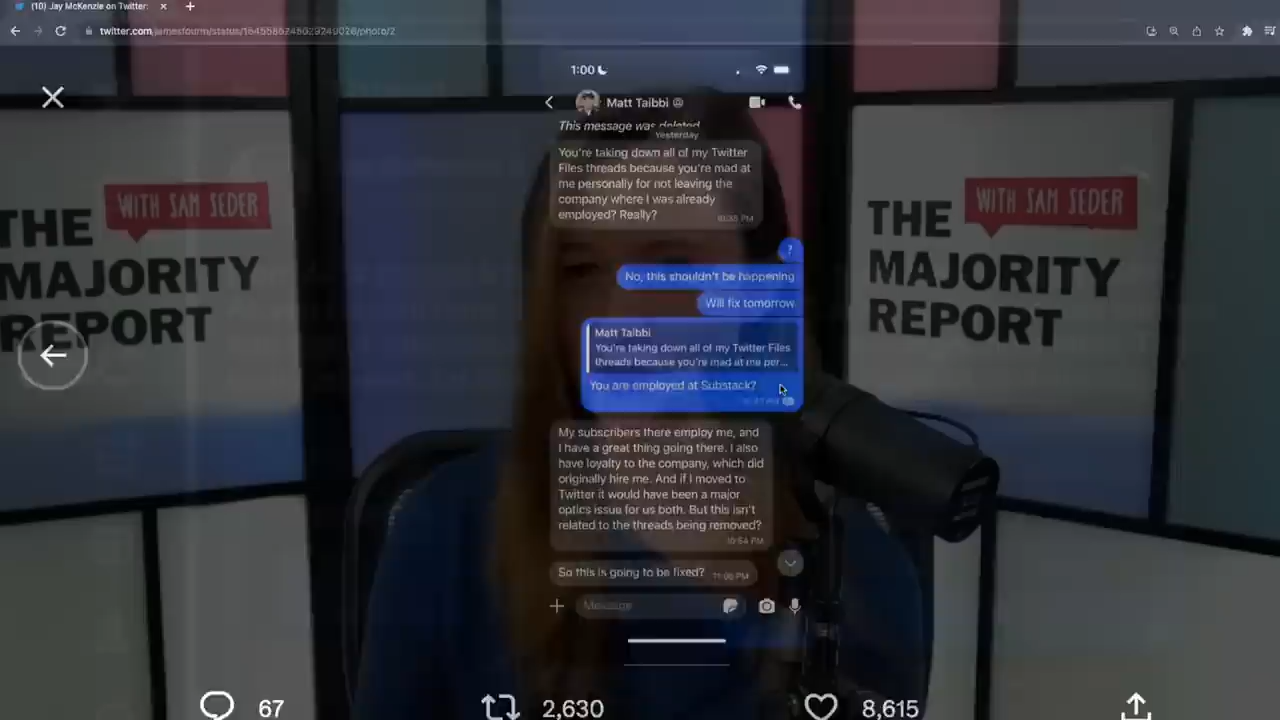 (10) Jay McKenzie on Twitter:
1:00
Matt Taibbi
This message was deleted
Yesterday
You're taking down all of my Twitter
Files threads because you're mad at
me personally for not leaving the
company where I was already
employed? Really?
?
No, this shouldn't be happening
Will fix tomorrow
Matt Taibbi
You're taking down all of my Twitter Files
threads because you're mad at me per...
You are employed at Substack?
My subscribers there employ me, and
I have a great thing going there. I also
have loyalty to the company, which did
originally hire me. And if I moved to
Twitter it would have been a major
optics issue for us both. But this isn't
related to the threads being removed?
10:54 PM
So this is going to be fixed?
Message
THE
WITH SAM SEDER
MAJORITY
REPORT
THE
WITH SAM SEDER
MAJORITY
REPORT
67
2,630
8,615